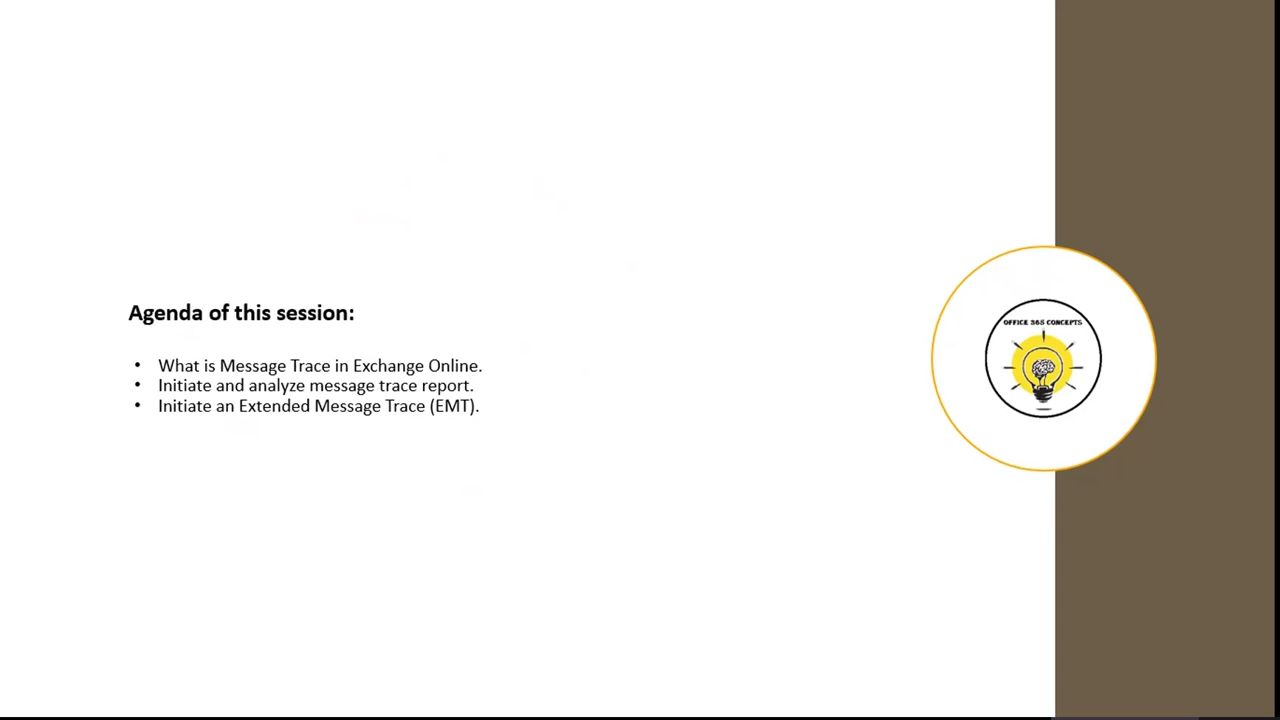 Agenda of this session:
• What is Message Trace in Exchange Online.
• Initiate and analyze message trace report.
• Initiate an Extended Message Trace (EMT).
OFFICE 365 CONCEPTS